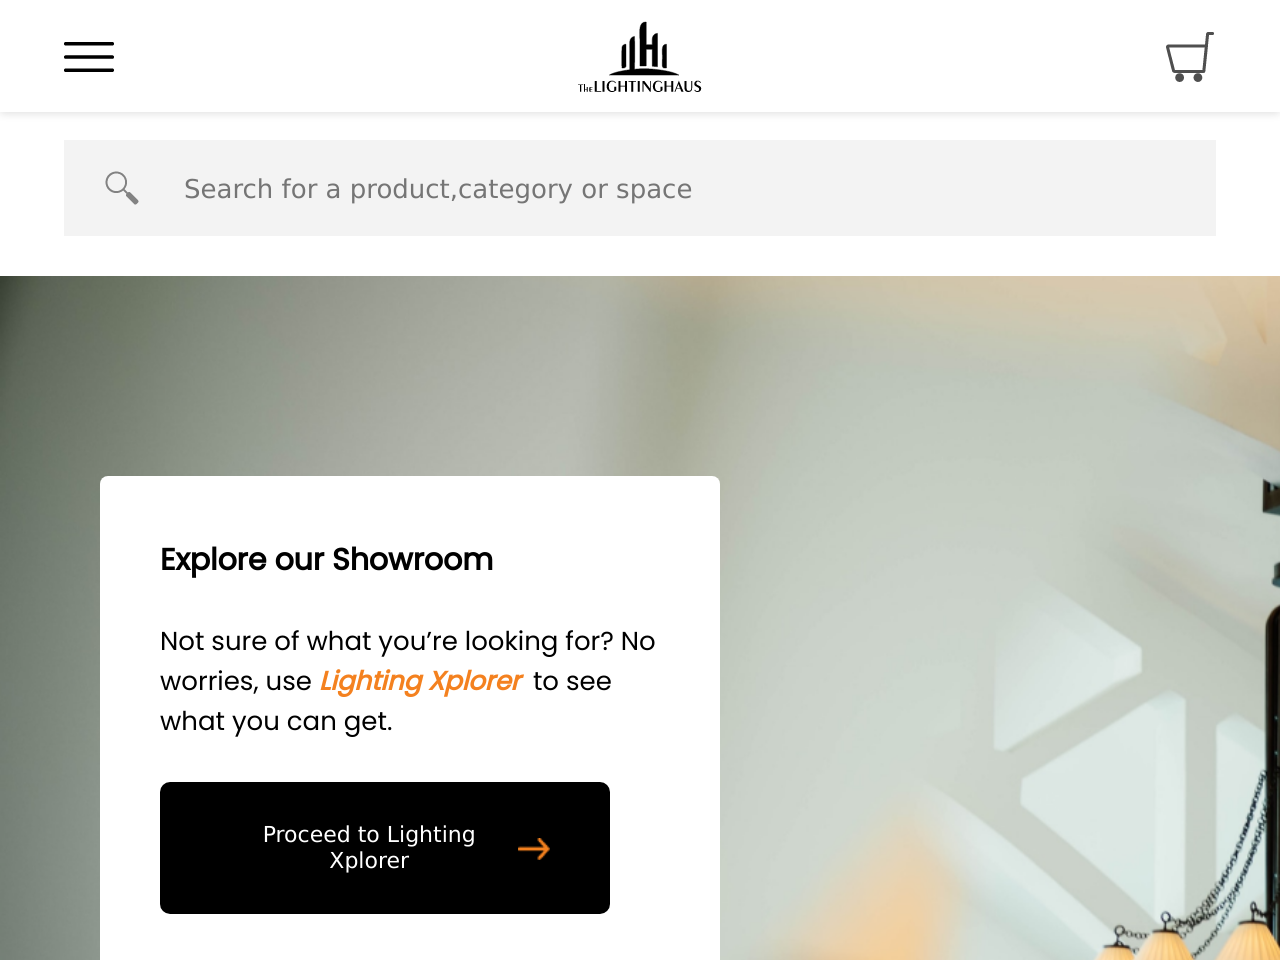 The LIGHTINGHAUS
Search for a product,category or space
Explore our Showroom
Not sure of what you’re looking for? No
worries, use Lighting Xplorer to see
what you can get.
Proceed to Lighting
Xplorer